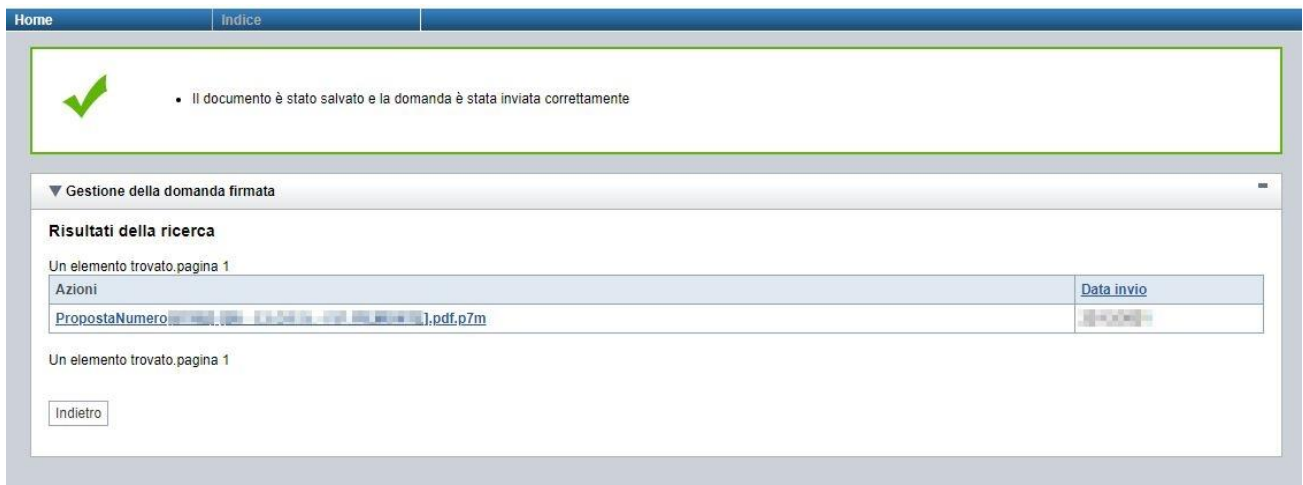 Home Indice
Il documento è stato salvato e la domanda è stata inviata correttamente
Gestione della domanda firmata
Risultati della ricerca
Un elemento trovato.pagina 1
Azioni Data invio
PropostaNumero ].pdf.p7m
Un elemento trovato.pagina 1
Indietro